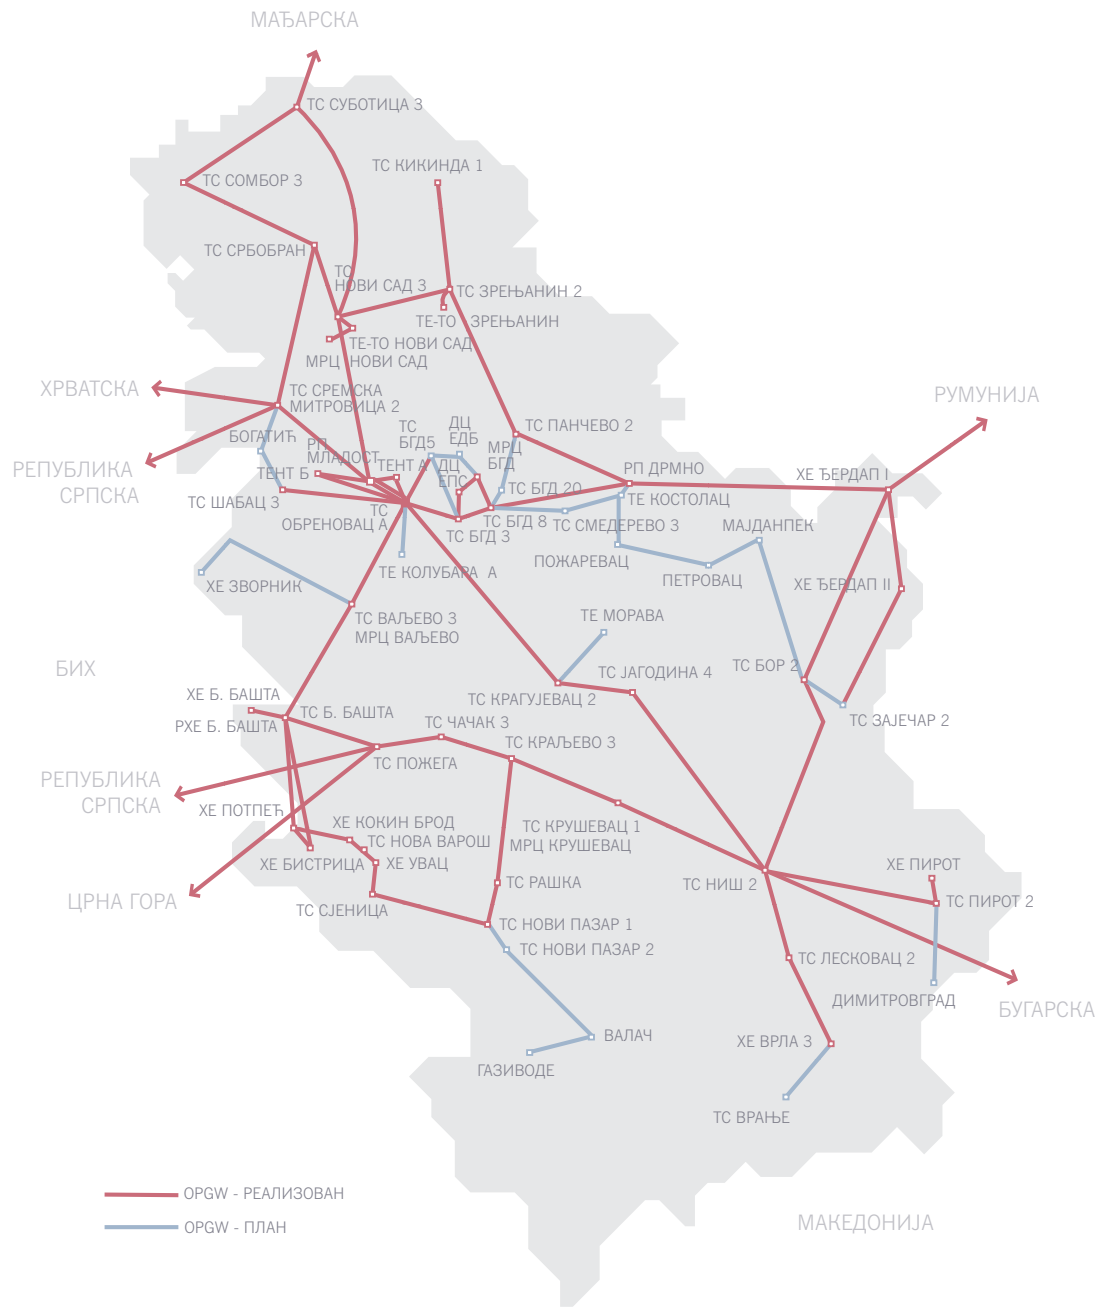 МАЂАРСКА
ТС СУБОТИЦА 3
ТС КИКИНДА 1
ТС СОМБОР 3
ТС СРБОБРАН
ТС
НОВИ САД 3
ТС ЗРЕЊАНИН 2
ТЕ-ТО ЗРЕЊАНИН
ТЕ-ТО НОВИ САД
МРЦ НОВИ САД
ХРВАТСКА
ТС СРЕМСКА
МИТРОВИЦА 2
РУМУНИЈА
БОГАТИЋ
ТС
БГД5
ДЦ
ЕДБ
ТС ПАНЧЕВО 2
РП
МЛАДОСТ
МРЦ
БГД
РЕПУБЛИКА
СРПСКА
ТЕНТ Б
ТЕНТ А
ДЦ
ЕПС
РП ДРМНО
ХЕ ЂЕРДАП I
ТС ШАБАЦ 3
ТС БГД 20
ТЕ КОСТОЛАЦ
ТС
ОБРЕНОВАЦ А
ТС БГД 8
ТС СМЕДЕРЕВО 3
МАЈДАНПЕК
ТС БГД 3
ПОЖАРЕВАЦ
ТЕ КОЛУБАРА А
ПЕТРОВАЦ
ХЕ ЗВОРНИК
ХЕ ЂЕРДАП II
ТС ВАЉЕВО 3
МРЦ ВАЉЕВО
ТЕ МОРАВА
БИХ
ТС ЈАГОДИНА 4
ТС БОР 2
ХЕ Б. БАШТА
ТС КРАГУЈЕВАЦ 2
ТС Б. БАШТА
РХЕ Б. БАШТА
ТС ЧАЧАК 3
ТС ЗАЈЕЧАР 2
ТС КРАЉЕВО 3
ТС ПОЖЕГА
РЕПУБЛИКА
СРПСКА
ХЕ ПОТПЕЋ
ХЕ КОКИН БРОД
ТС КРУШЕВАЦ 1
МРЦ КРУШЕВАЦ
ТС НОВА ВАРОШ
ХЕ БИСТРИЦА
ХЕ УВАЦ
ХЕ ПИРОТ
ТС РАШКА
ТС НИШ 2
ЦРНА ГОРА
ТС ПИРОТ 2
ТС СЈЕНИЦА
ТС НОВИ ПАЗАР 1
ТС НОВИ ПАЗАР 2
ТС ЛЕСКОВАЦ 2
ДИМИТРОВГРАД
БУГАРСКА
ВАЛАЧ
ХЕ ВРЛА 3
ГАЗИВОДЕ
ТС ВРАЊЕ
OPGW - РЕАЛИЗОВАН
OPGW - ПЛАН
МАКЕДОНИЈА